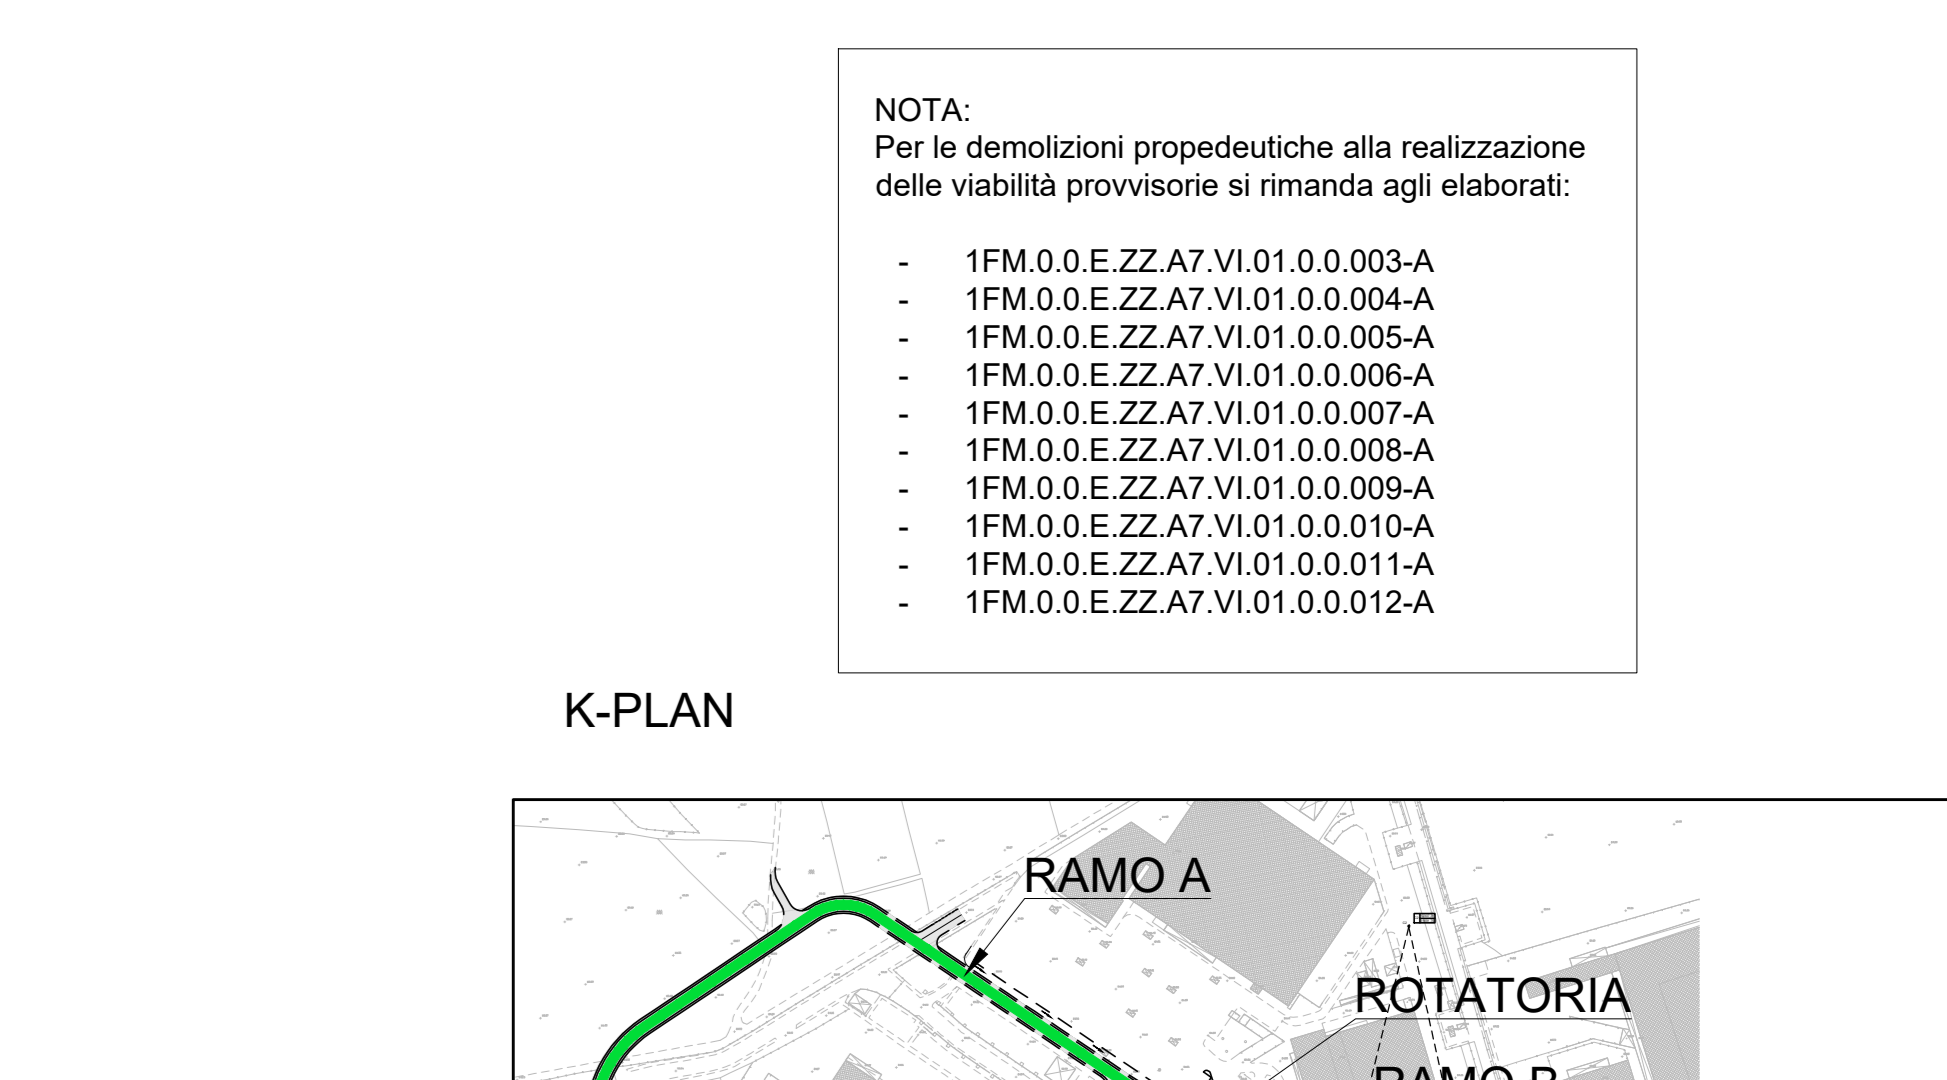 NOTA:
Per le demolizioni propedeutiche alla realizzazione
delle viabilità provvisorie si rimanda agli elaborati:
- 1FM.0.0.E.ZZ.A7.VI.01.0.0.003-A
- 1FM.0.0.E.ZZ.A7.VI.01.0.0.004-A
- 1FM.0.0.E.ZZ.A7.VI.01.0.0.005-A
- 1FM.0.0.E.ZZ.A7.VI.01.0.0.006-A
- 1FM.0.0.E.ZZ.A7.VI.01.0.0.007-A
- 1FM.0.0.E.ZZ.A7.VI.01.0.0.008-A
- 1FM.0.0.E.ZZ.A7.VI.01.0.0.009-A
- 1FM.0.0.E.ZZ.A7.VI.01.0.0.010-A
- 1FM.0.0.E.ZZ.A7.VI.01.0.0.011-A
- 1FM.0.0.E.ZZ.A7.VI.01.0.0.012-A
K-PLAN
RAMO A
ROTATORIA
RAMO B